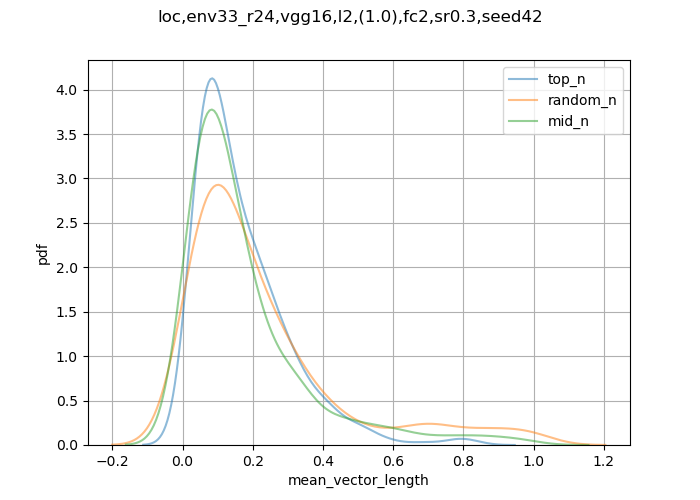 loc,env33_r24,vgg16,l2,(1.0),fc2,sr0.3,seed42
top_n
random_n
mid_n
4.0
3.5
3.0
2.5
2.0
1.5
1.0
0.5
0.0
pdf
−0.2 0.0 0.2 0.4 0.6 0.8 1.0 1.2
mean_vector_length